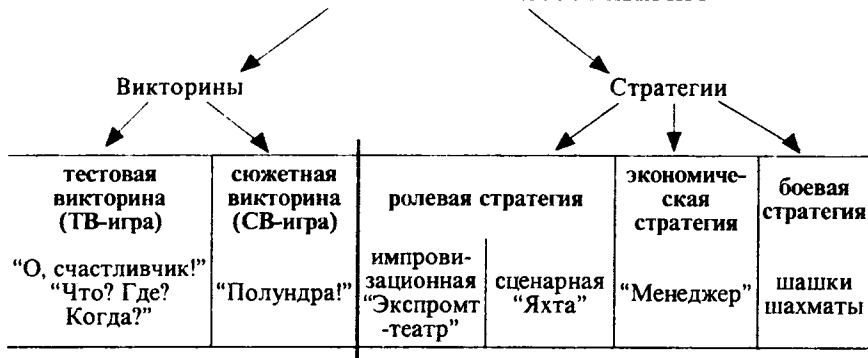 Викторины
Стратегии
тестовая
викторина
(ТВ-игра)
сюжетная
викторина
(СВ-игра)
ролевая стратегия
экономиче-
ская
стратегия
боевая
стратегия
“О, счастливчик!”
“Что? Где?
Когда?”
“Полундра!”
импрови-
зационная
“Экспромт
-театр”
сценарная
“Яхта”
“Менеджер”
шашки
шахматы